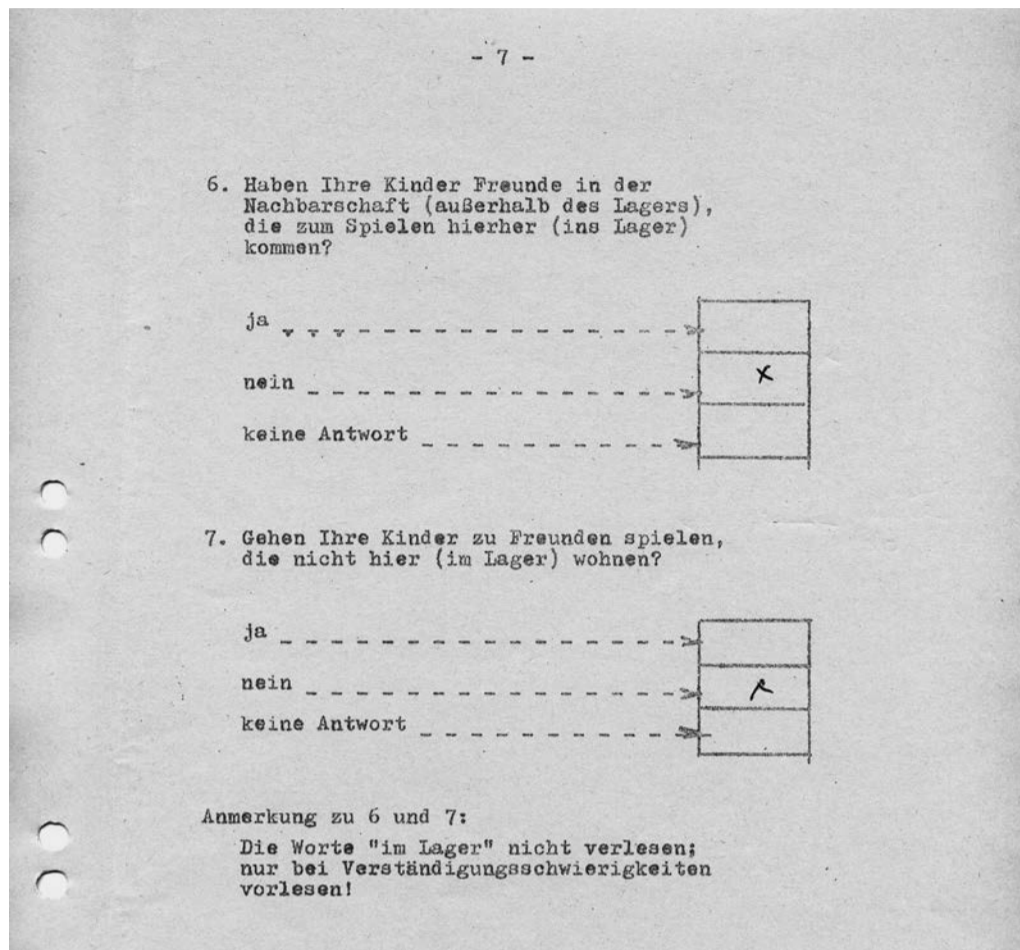 - 7 -
6. Haben Ihre Kinder Freunde in der
Nachbarschaft (außerhalb des Lagers),
die zum Spielen hierher (ins Lager)
kommen?
ja
x
nein
keine Antwort
7. Gehen Ihre Kinder zu Freunden spielen,
die nicht hier (im Lager) wohnen?
ja
nein
keine Antwort
Anmerkung zu 6 und 7:
Die Worte "im Lager" nicht verlesen;
nur bei Verständigungsschwierigkeiten
vorlesen!